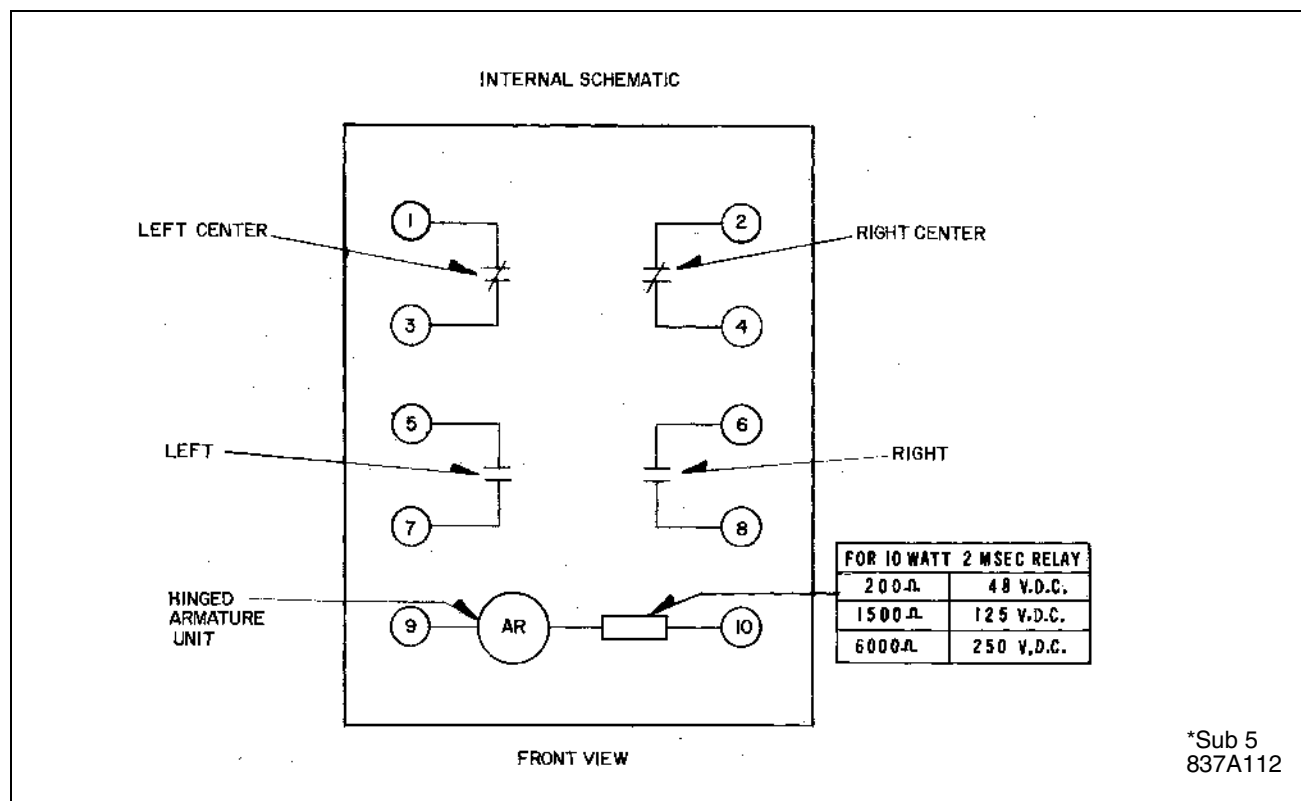 INTERNAL SCHEMATIC
1
2
LEFT CENTER
RIGHT CENTER
3
4
5
6
LEFT
RIGHT
7
8
FOR 10 WATT 2 MSEC RELAY
200Ω 48 V.D.C.
1500Ω 125 V.D.C.
6000Ω 250 V.D.C.
HINGED
ARMATURE
UNIT
9
AR
10
FRONT VIEW
*Sub 5
837A112